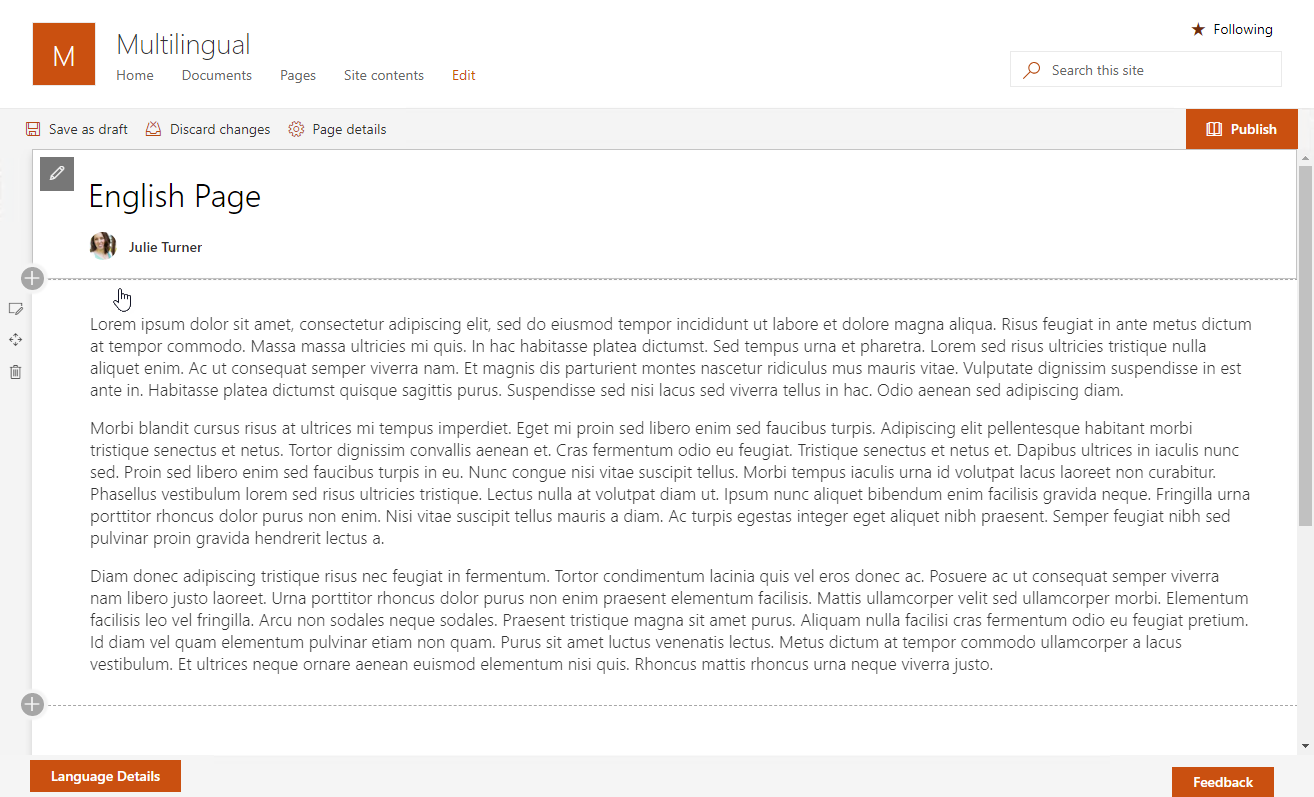 M
Multilingual
Following
Home Documents Pages Site contents Edit
Search this site
Save as draft Discard changes Page details
Publish
English Page
Julie Turner
Lorem ipsum dolor sit amet, consectetur adipiscing elit, sed do eiusmod tempor incididunt ut labore et dolore magna aliqua. Risus feugiat in ante metus dictum
at tempor commodo. Massa massa ultricies mi quis. In hac habitasse platea dictumst. Sed tempus urna et pharetra. Lorem sed risus ultricies tristique nulla
aliquet enim. Ac ut consequat semper viverra nam. Et magnis dis parturient montes nascetur ridiculus mus mauris vitae. Vulputate dignissim suspendisse in est
ante in. Habitasse platea dictumst quisque sagittis purus. Suspendisse sed nisi lacus sed viverra tellus in hac. Odio aenean sed adipiscing diam.
Morbi blandit cursus risus at ultrices mi tempus imperdiet. Eget mi proin sed libero enim sed faucibus turpis. Adipiscing elit pellentesque habitant morbi
tristique senectus et netus. Tortor dignissim convallis aenean et. Cras fermentum odio eu feugiat. Tristique senectus et netus et. Dapibus ultrices in iaculis nunc
sed. Proin sed libero enim sed faucibus turpis in eu. Nunc congue nisi vitae suscipit tellus. Morbi tempus iaculis urna id volutpat lacus laoreet non curabitur.
Phasellus vestibulum lorem sed risus ultricies tristique. Lectus nulla at volutpat diam ut. Ipsum nunc aliquet bibendum enim facilisis gravida neque. Fringilla urna
porttitor rhoncus dolor purus non enim. Nisi vitae suscipit tellus mauris a diam. Ac turpis egestas integer eget aliquet nibh praesent. Semper feugiat nibh sed
pulvinar proin gravida hendrerit lectus a.
Diam donec adipiscing tristique risus nec feugiat in fermentum. Tortor condimentum lacinia quis vel eros donec ac. Posuere ac ut consequat semper viverra
nam libero justo laoreet. Urna porttitor rhoncus dolor purus non enim praesent elementum facilisis. Mattis ullamcorper velit sed ullamcorper morbi. Elementum
facilisis leo vel fringilla. Arcu non sodales neque sodales. Praesent tristique magna sit amet purus. Aliquam nulla facilisi cras fermentum odio eu feugiat pretium.
Id diam vel quam elementum pulvinar etiam non quam. Purus sit amet luctus venenatis lectus. Metus dictum at tempor commodo ullamcorper a lacus
vestibulum. Et ultrices neque ornare aenean euismod elementum nisi quis. Rhoncus mattis rhoncus urna neque viverra justo.
Language Details
Feedback